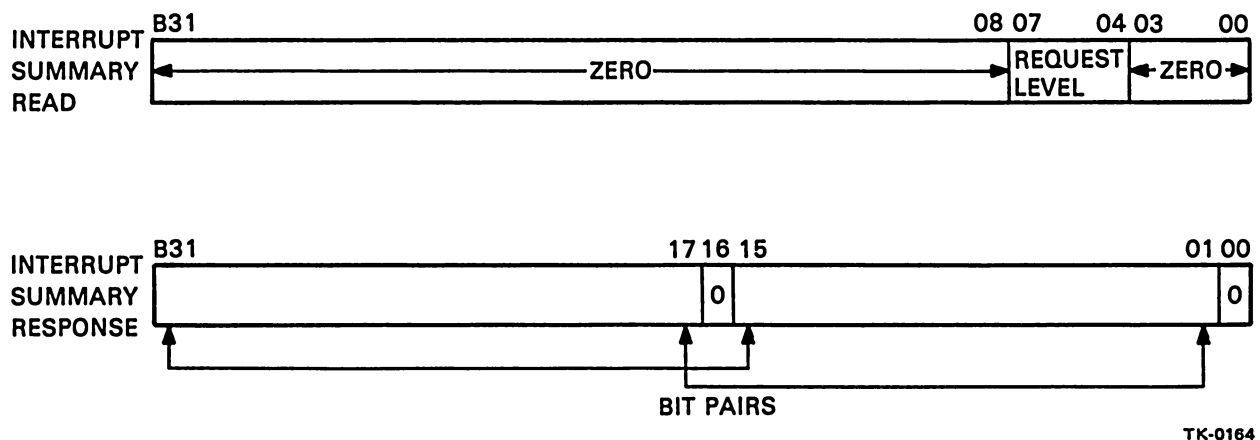 B31 08 07 04 03 00
INTERRUPT
SUMMARY
READ
ZERO
REQUEST
LEVEL
ZERO
B31 17 16 15 01 00
INTERRUPT
SUMMARY
RESPONSE
0
0
BIT PAIRS
TK-0164